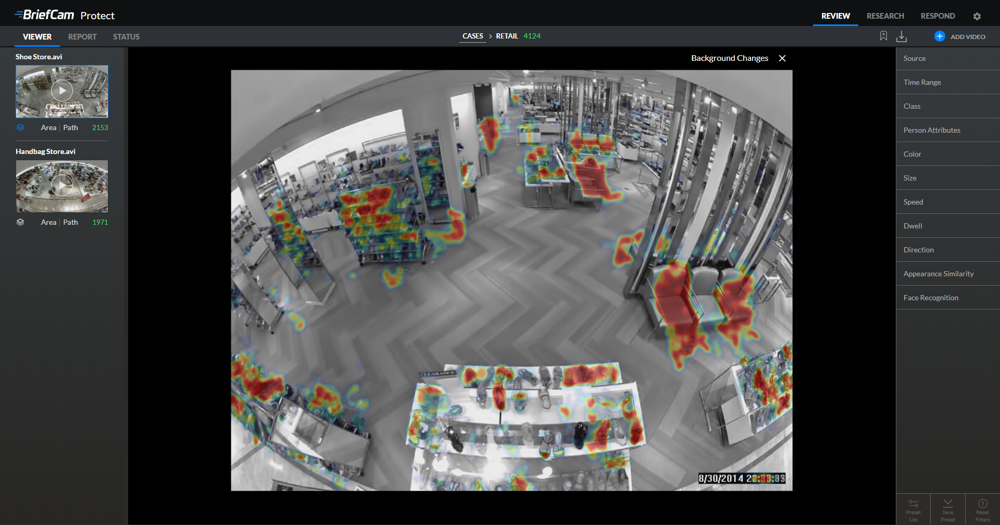 BriefCam Protect
REVIEW RESEARCH RESPOND
VIEWER REPORT STATUS
CASES > RETAIL 4124
ADD VIDEO
Shoe Store.avi
Area | Path 2153
Handbag Store.avi
Area | Path 1971
Background Changes
CLEARANCE
8/30/2014
Source
Time Range
Class
Person Attributes
Color
Size
Speed
Dwell
Direction
Appearance Similarity
Face Recognition
Preset List
Save Preset
Reset Filters